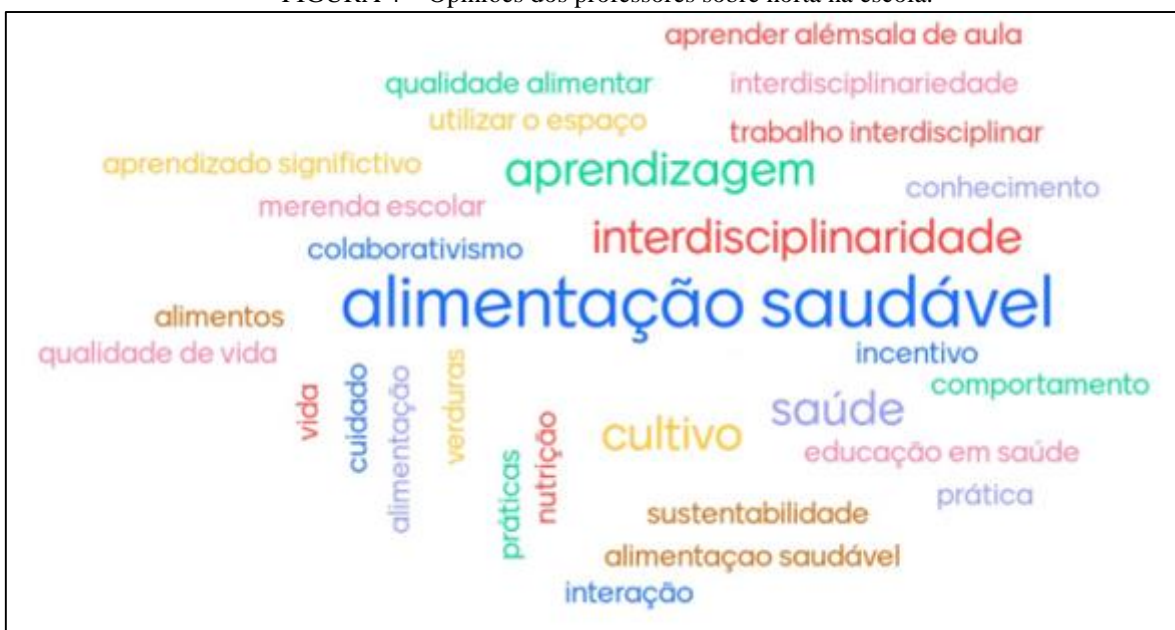 FIGURA 4 – Opiniões dos professores sobre horta na escola.
aprender alémsala de aula
qualidade alimentar
interdisciplinariedade
utilizar o espaço
trabalho interdisciplinar
aprendizado significtivo
aprendizagem
conhecimento
merenda escolar
interdisciplinaridade
colaborativismo
alimentação saudável
alimentos
qualidade de vida
incentivo
comportamento
vida
cuidado
alimentação
verduras
práticas
nutrição
cultivo
saúde
educação em saúde
prática
sustentabilidade
alimentaçao saudável
interação